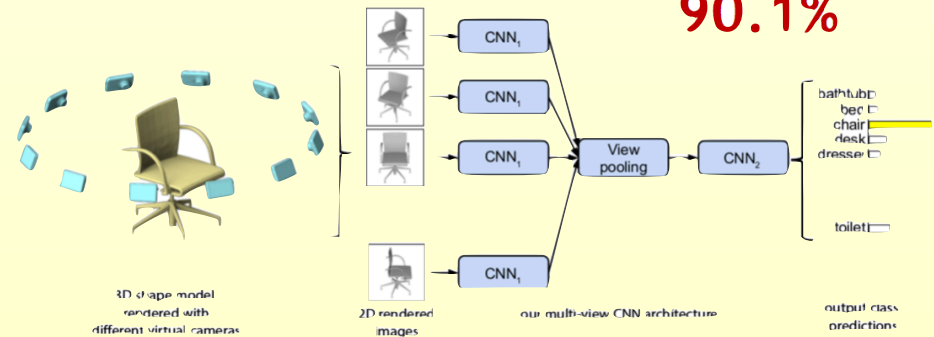 90.1%
CNN1
CNN1
CNN1
CNN1
View
pooling
CNN2
bathtub
bed
chair
desk
dresser
toilet
3D shape model
rendered with
different virtual cameras
2D rendered
images
our multi-view CNN architecture
output class
predictions